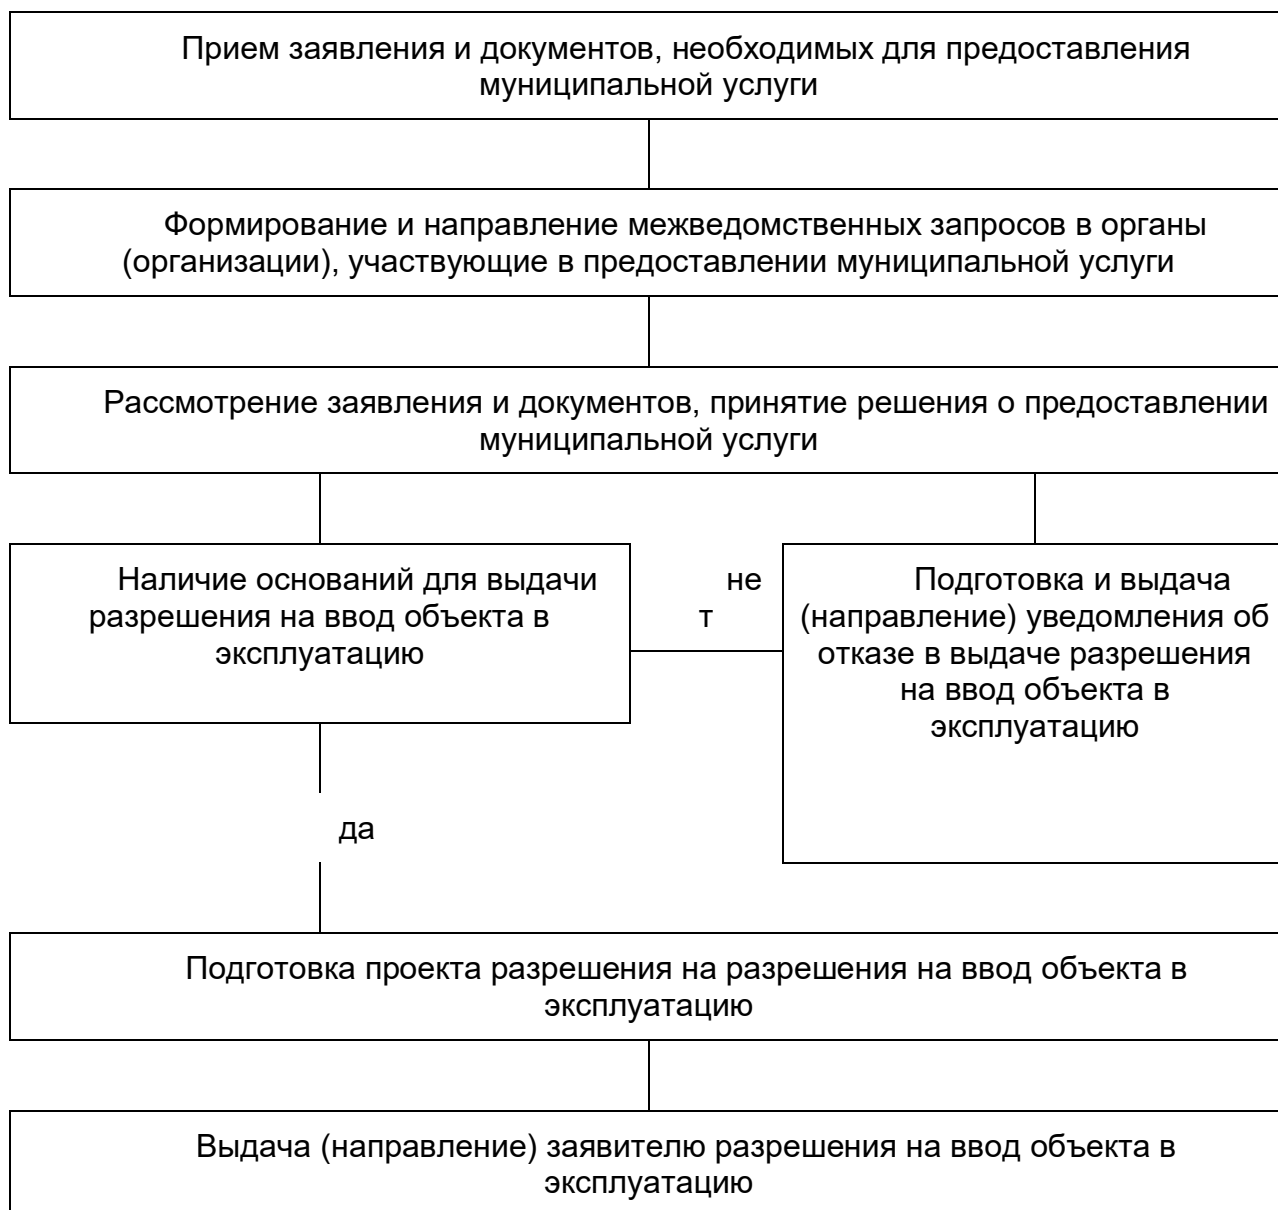 Прием заявления и документов, необходимых для предоставления
муниципальной услуги
Формирование и направление межведомственных запросов в органы
(организации), участвующие в предоставлении муниципальной услуги
Рассмотрение заявления и документов, принятие решения о предоставлении
муниципальной услуги
Наличие оснований для выдачи
разрешения на ввод объекта в
эксплуатацию
не
т
Подготовка и выдача
(направление) уведомления об
отказе в выдаче разрешения
на ввод объекта в
эксплуатацию
да
Подготовка проекта разрешения на разрешения на ввод объекта в
эксплуатацию
Выдача (направление) заявителю разрешения на ввод объекта в
эксплуатацию